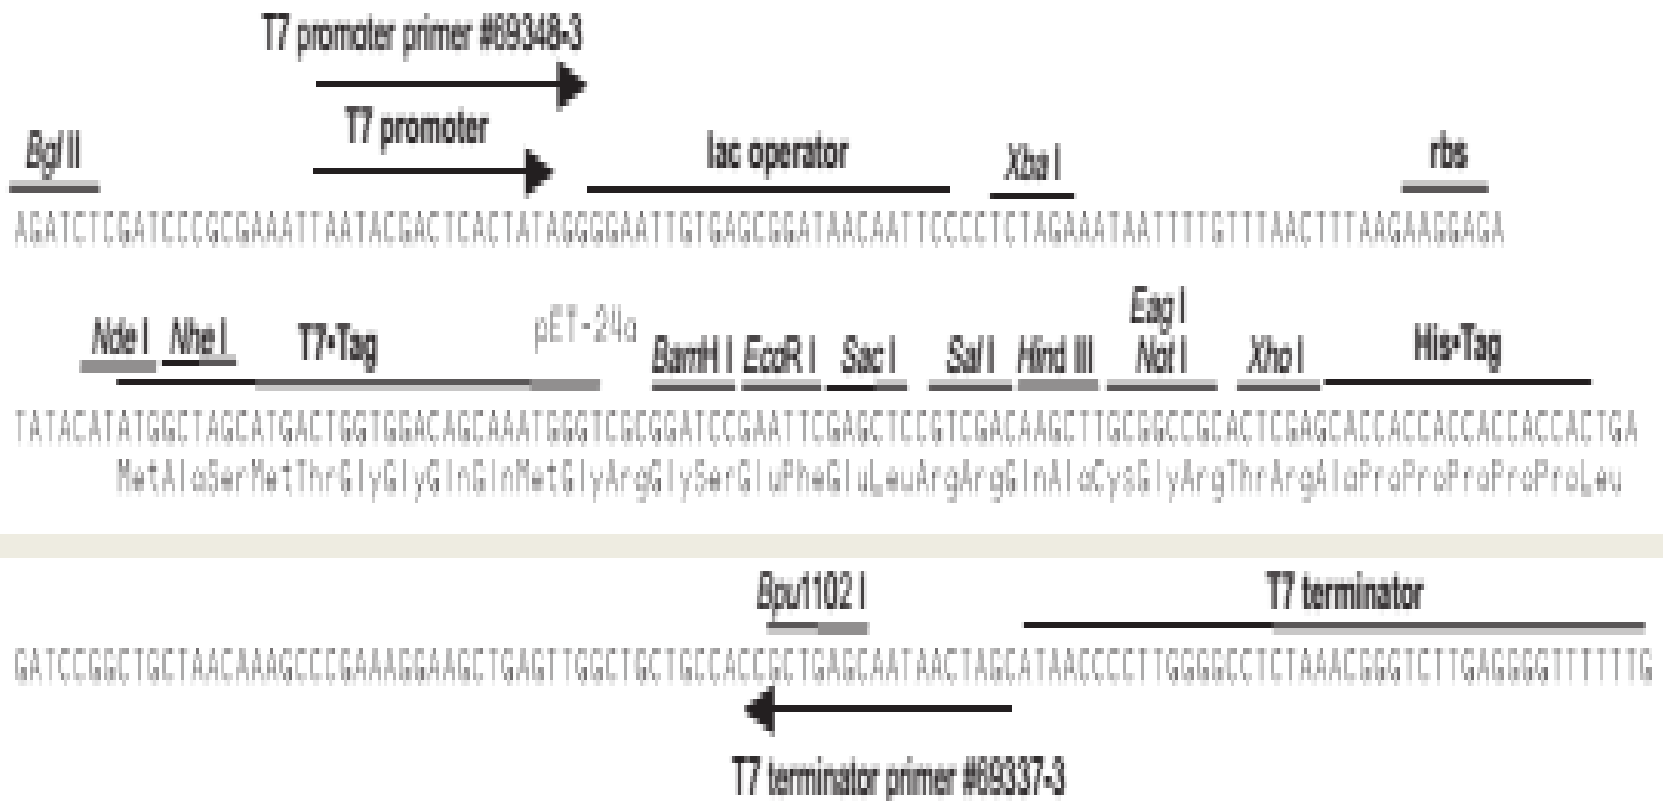 T7 promoter primer #69348-3
T7 promoter
Bgl II
lac operator
Xba I
rbs
AGATCTCGATCCCGCGAAATTAATACGACTCACTATAGGGGAATTGTGAGCGGATAACAATTCCCCTCTAGAAATAATTTTGTTTAACTTTAAGAAGGAGA
Eag I
Nde I Nhe I T7•Tag pET-24a BamH I EcoR I Sac I Sal I Hind III Not I Xho I His•Tag
TATACATATGGCTAGCATGACTGGTGGACAGCAAATGGGTCGCGGATCCGAATTCGAGCTCCGTCGACAAGCTTGCGGCCGCACTCGAGCACCACCACCACCACCACTGA
MetAlaSerMetThrGlyGlyGlnGlnMetGlyArgGlySerGluPheGluLeuArgArgGlnAlaCysGlyArgThrArgAlaProProProProProLeu
Bpu1102 I
T7 terminator
GATCCGGCTGCTAACAAAGCCCGAAAGGAAGCTGAGTTGGCTGCTGCCACCGCTGAGCAATAACTAGCATAACCCCTTGGGGCCTCTAAACGGGTCTTGAGGGGTTTTTTG
T7 terminator primer #69337-3